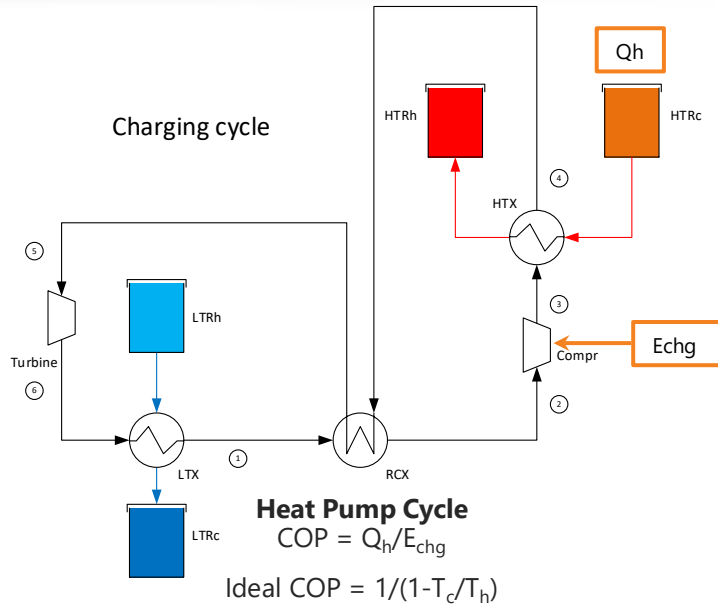 Qh
HTRh
HTRc
Charging cycle
4
HTX
5
3
LTRh
Turbine
Compr
Echg
6
2
1
LTX
RCX
LTRc
Heat Pump Cycle
COP = Qh/Echg
Ideal COP = 1/(1-Tc/Th)